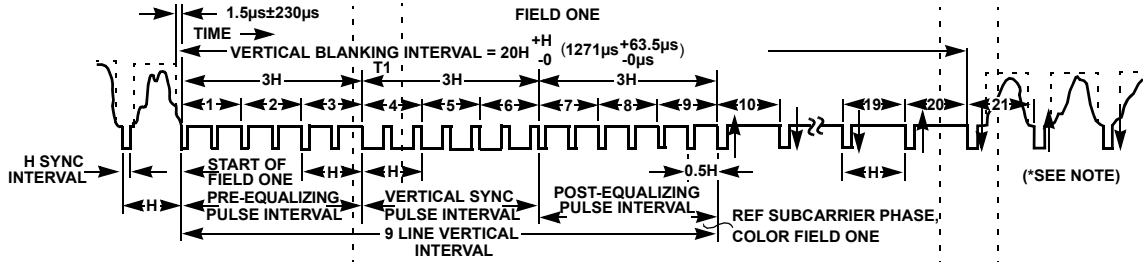 1.5µs±230µs
FIELD ONE
TIME
VERTICAL BLANKING INTERVAL = 20H +H -0 (1271µs +63.5µs -0µs)
T1
3H 3H 3H
1 2 3 4 5 6 7 8 9 10 19 20 21
H SYNC INTERVAL
START OF FIELD ONE
H H 0.5H H
(*SEE NOTE)
H
PRE-EQUALIZING PULSE INTERVAL
VERTICAL SYNC PULSE INTERVAL
POST-EQUALIZING PULSE INTERVAL
REF SUBCARRIER PHASE, COLOR FIELD ONE
9 LINE VERTICAL INTERVAL